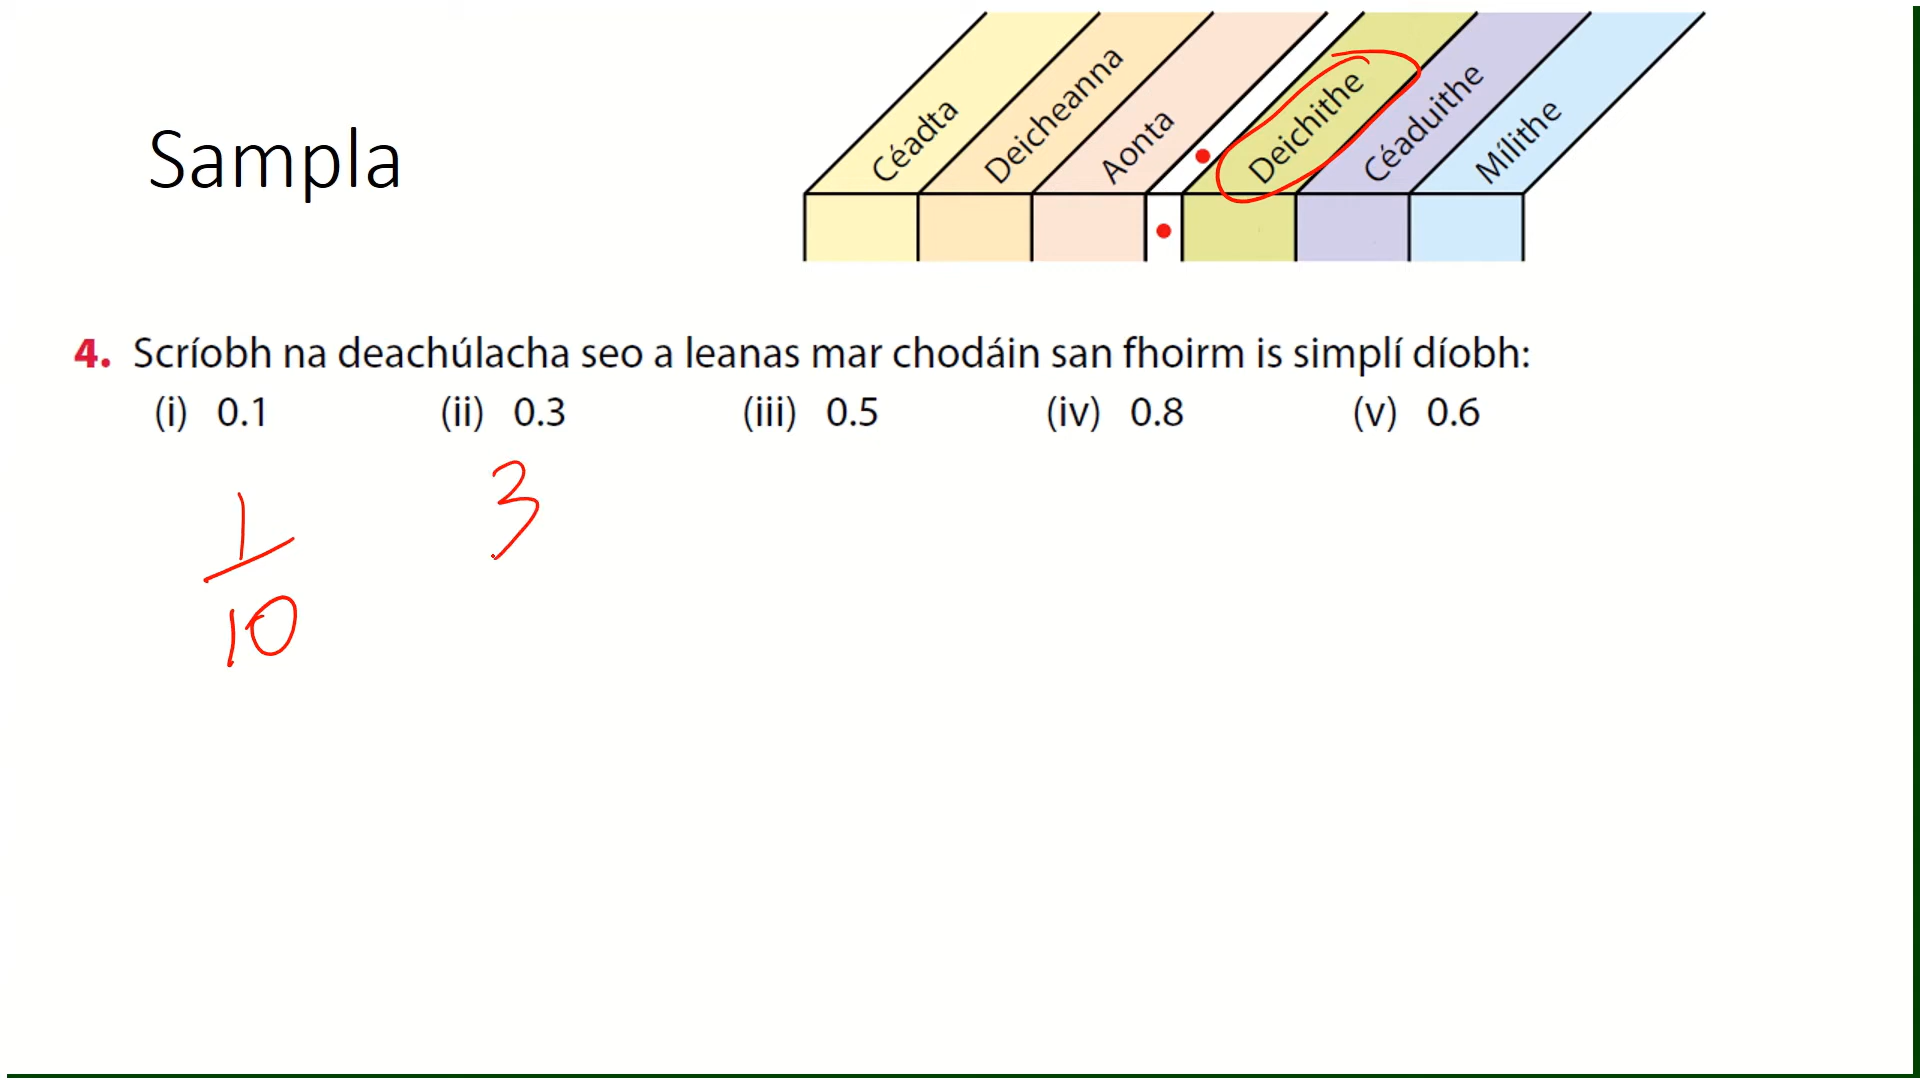 Sampla
Céadta Deicheanna Aonta • Deichithe Céaduithe Mílithe
•
4. Scríobh na deachúlacha seo a leanas mar chodáin san fhoirm is simplí díobh:
(i) 0.1 (ii) 0.3 (iii) 0.5 (iv) 0.8 (v) 0.6
1 3
10